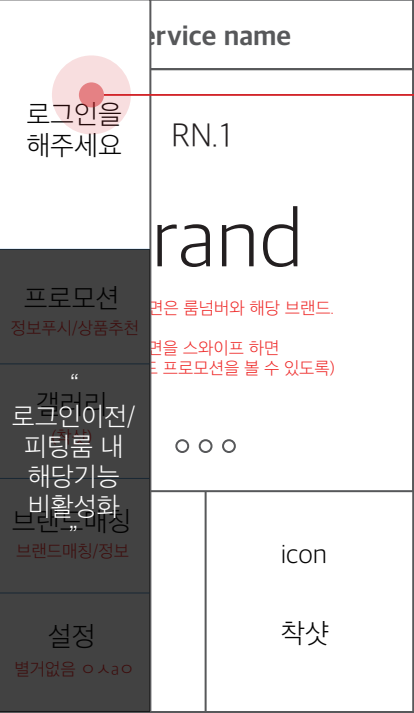 ervice name
로그인을
해주세요
RN.1
rand
면은 룸넘버와 해당 브랜드.
면을 스와이프 하면
프로모션을 볼 수 있도록)
프로모션
정보푸시/상품추천
갤러리
“
로그인이전/
피팅룸 내
해당기능
비활성화
”
브랜드매칭
브랜드매칭/정보
설정
별거없음 ㅇㅅaㅇ
icon
착샷